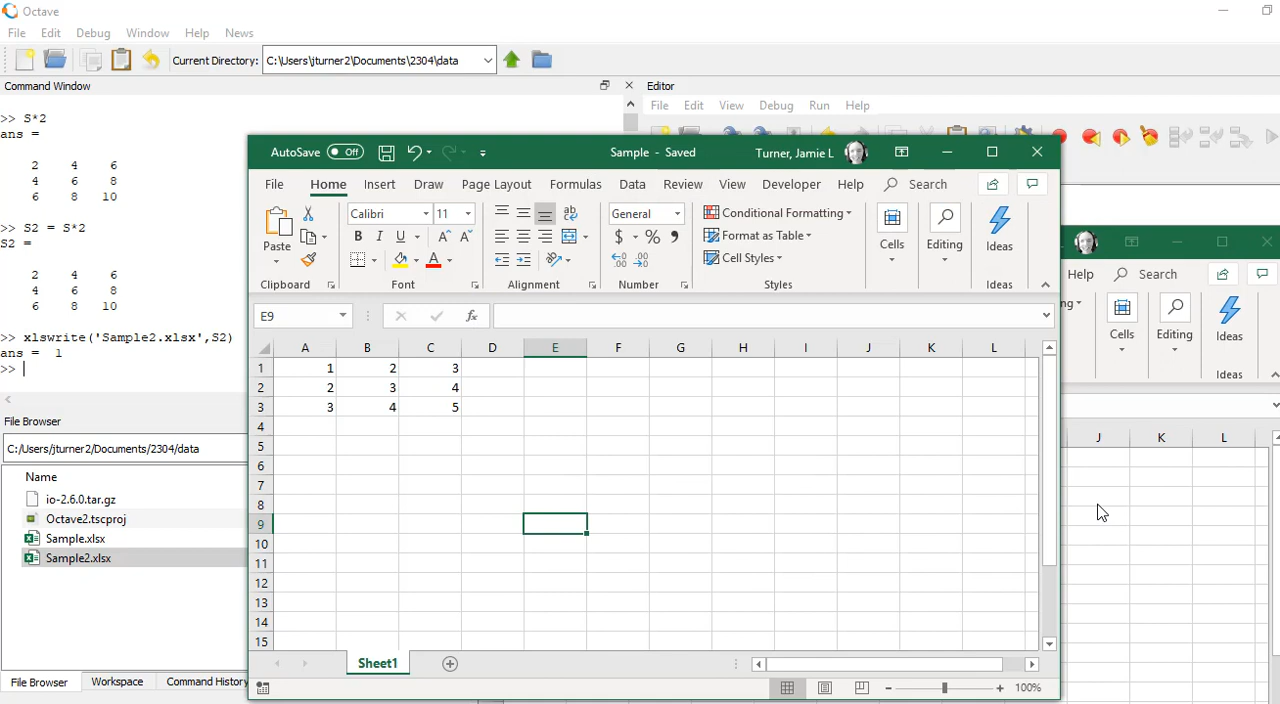 Octave
File Edit Debug Window Help News
Current Directory: C:\Users\jturner2\Documents\2304\data
Command Window
Editor
File Edit View Debug Run Help
>> S*2
ans =
2 4 6
4 6 8
6 8 10
>> S2 = S*2
S2 =
2 4 6
4 6 8
6 8 10
>> xlswrite('Sample2.xlsx',S2)
ans = 1
>>
File Browser
C:/Users/jturner2/Documents/2304/data
Name
io-2.6.0.tar.gz
Octave2.tscproj
Sample.xlsx
Sample2.xlsx
File Browser Workspace Command History
AutoSave Off Sample - Saved Turner, Jamie L
File Home Insert Draw Page Layout Formulas Data Review View Developer Help Search
Paste
Clipboard
Calibri 11
B I U A A
A
Font
ab
Alignment
General
$ % ,
Number
Conditional Formatting
Format as Table
Cell Styles
Styles
Cells
Editing
Ideas
Ideas
E9 fx
A B C D E F G H I J K L
1 1 2 3
2 2 3 4
3 3 4 5
4
5
6
7
8
9
10
11
12
13
14
15
Sheet1
100%
Help Search
Cells
Editing
Ideas
Ideas
J K L